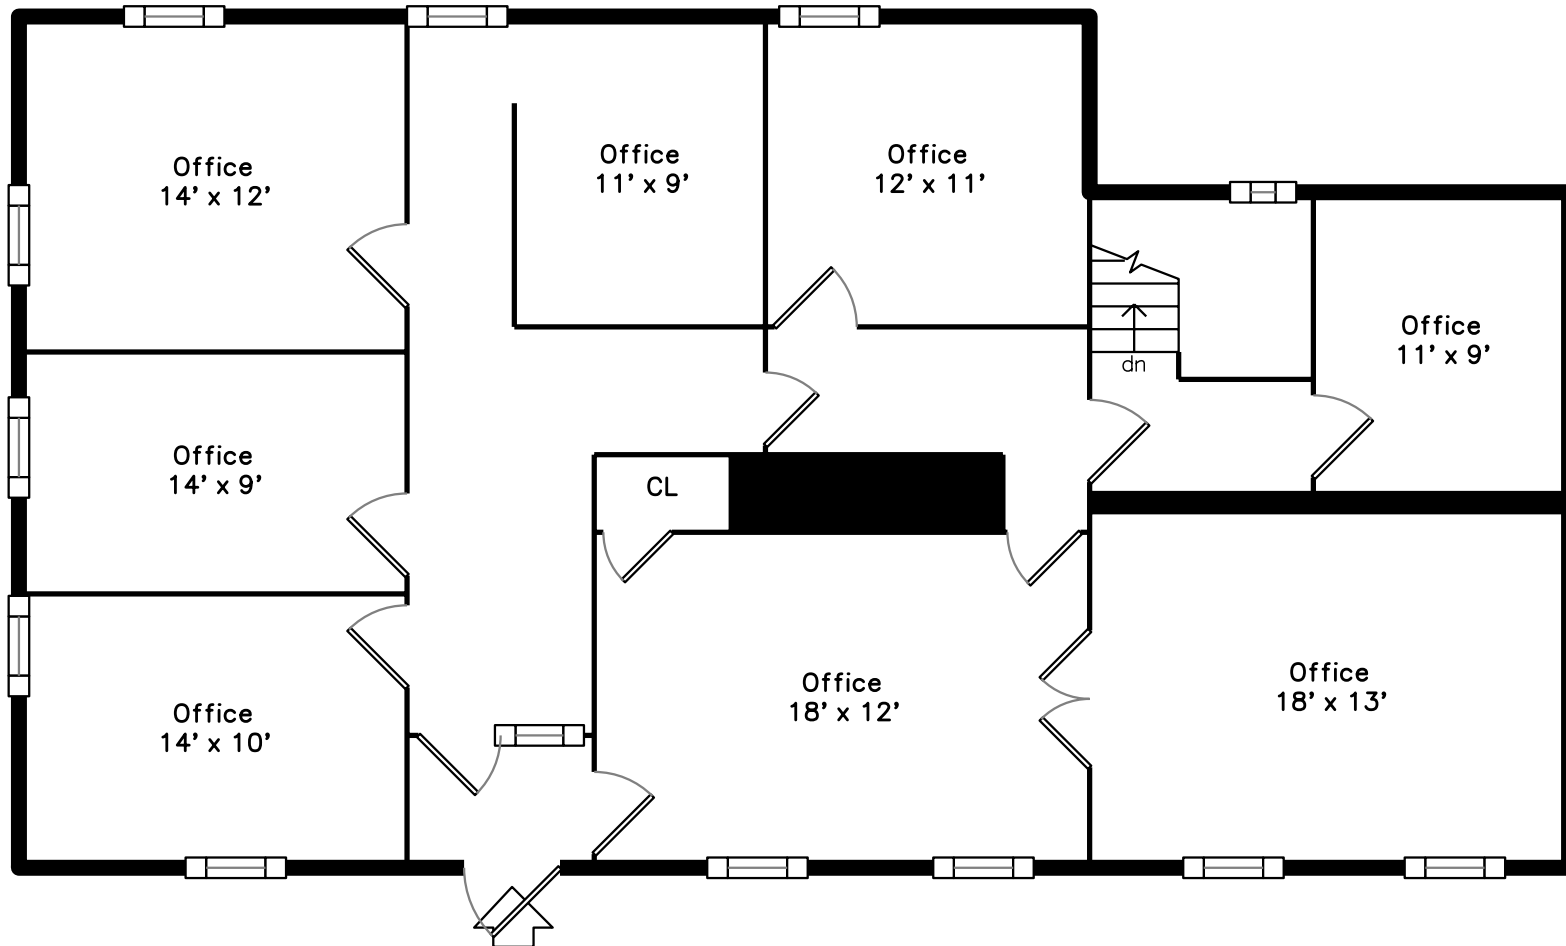 Office
14' x 12'
Office
11' x 9'
Office
12' x 11'
Office
11' x 9'
dn
Office
14' x 9'
CL
Office
14' x 10'
Office
18' x 12'
Office
18' x 13'